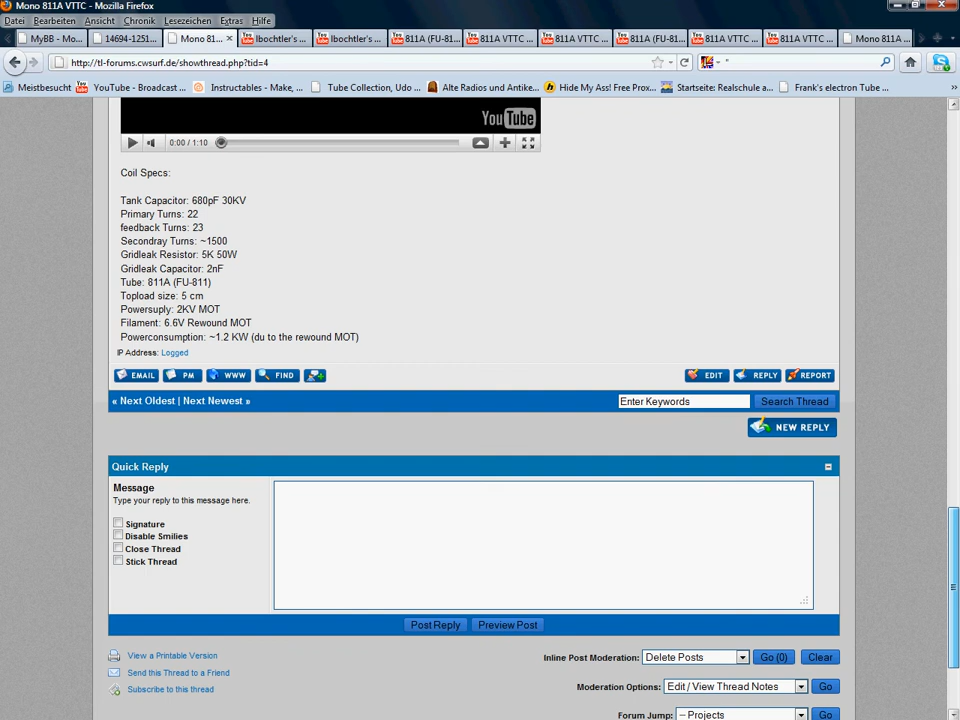 Mono 811A VTTC - Mozilla Firefox
Datei Bearbeiten Ansicht Chronik Lesezeichen Extras Hilfe
MyBB - Mo... 14694-1251... Mono 81... lbochtler's ... lbochtler's ... 811A (FU-81... 811A VTTC ... 811A VTTC ... 811A (FU-81... 811A VTTC ... 811A VTTC ... Mono 811A ...
http://tl-forums.cwsurf.de/showthread.php?tid=4
Meistbesucht YouTube - Broadcast ... Instructables - Make, ... Tube Collection, Udo ... Alte Radios und Antike... Hide My Ass! Free Prox... Startseite: Realschule a... Frank's electron Tube ... »
YouTube
0:00 / 1:10
Coil Specs:
Tank Capacitor: 680pF 30KV
Primary Turns: 22
feedback Turns: 23
Secondray Turns: ~1500
Gridleak Resistor: 5K 50W
Gridleak Capacitor: 2nF
Tube: 811A (FU-811)
Topload size: 5 cm
Powersuply: 2KV MOT
Filament: 6.6V Rewound MOT
Powerconsumption: ~1.2 KW (du to the rewound MOT)
IP Address: Logged
EMAIL PM WWW FIND EDIT REPLY REPORT
« Next Oldest | Next Newest » Enter Keywords Search Thread
NEW REPLY
Quick Reply
Message
Type your reply to this message here.
Signature
Disable Smilies
Close Thread
Stick Thread
Post Reply Preview Post
View a Printable Version
Send this Thread to a Friend
Subscribe to this thread
Inline Post Moderation: Delete Posts Go (0) Clear
Moderation Options: Edit / View Thread Notes Go
Forum Jump: -- Projects Go